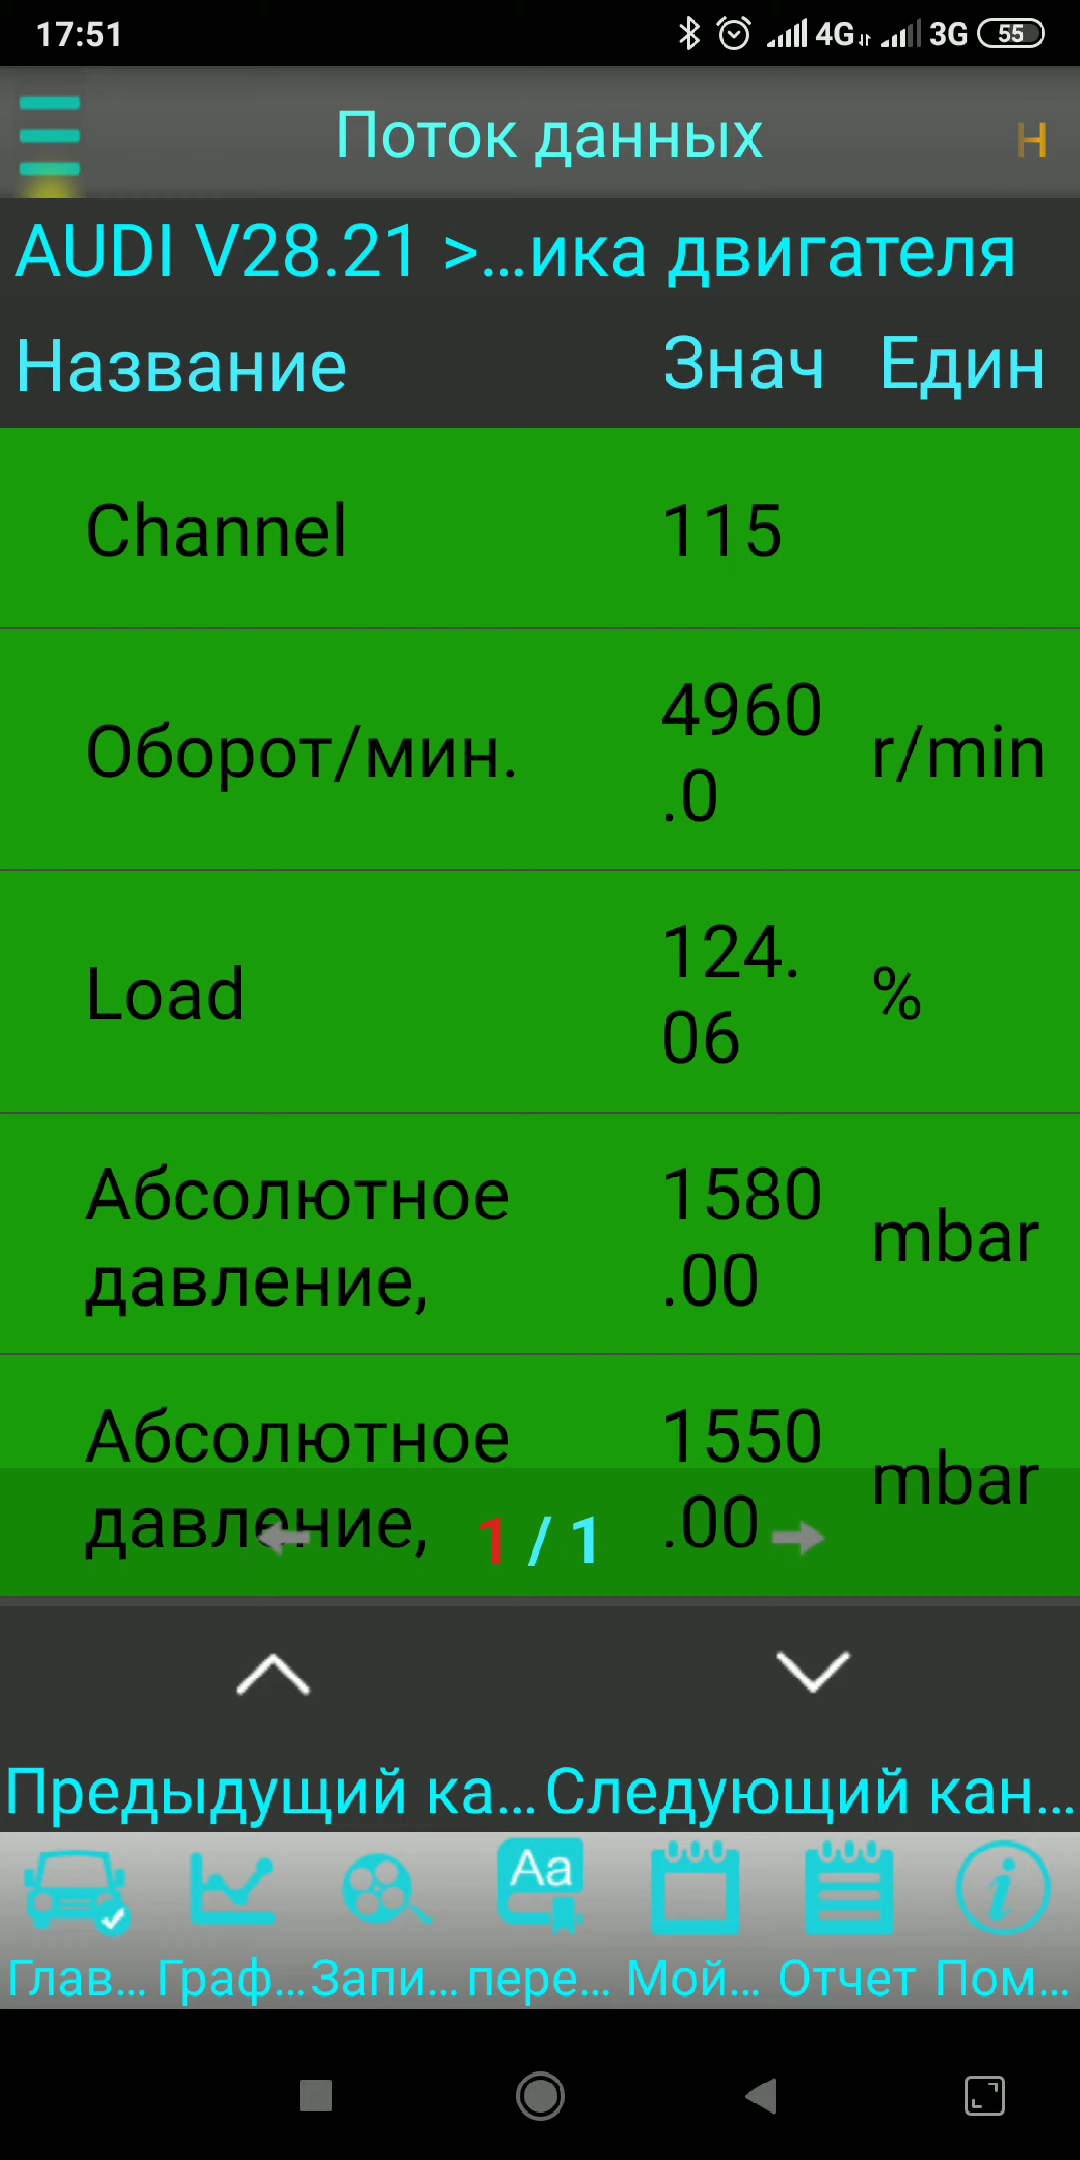 17:51 4G 3G 55
Поток данных Н
AUDI V28.21 >...ика двигателя
Название Знач Един
Channel 115
Оборот/мин. 4960
.0 r/min
Load 124.
06 %
Абсолютное
давление, 1580
.00 mbar
Абсолютное
давление, 1550
.00 mbar
1 / 1
Предыдущий ка... Следующий кан...
Aa
Глав... Граф... Запи... пере... Мой... Отчет Пом...